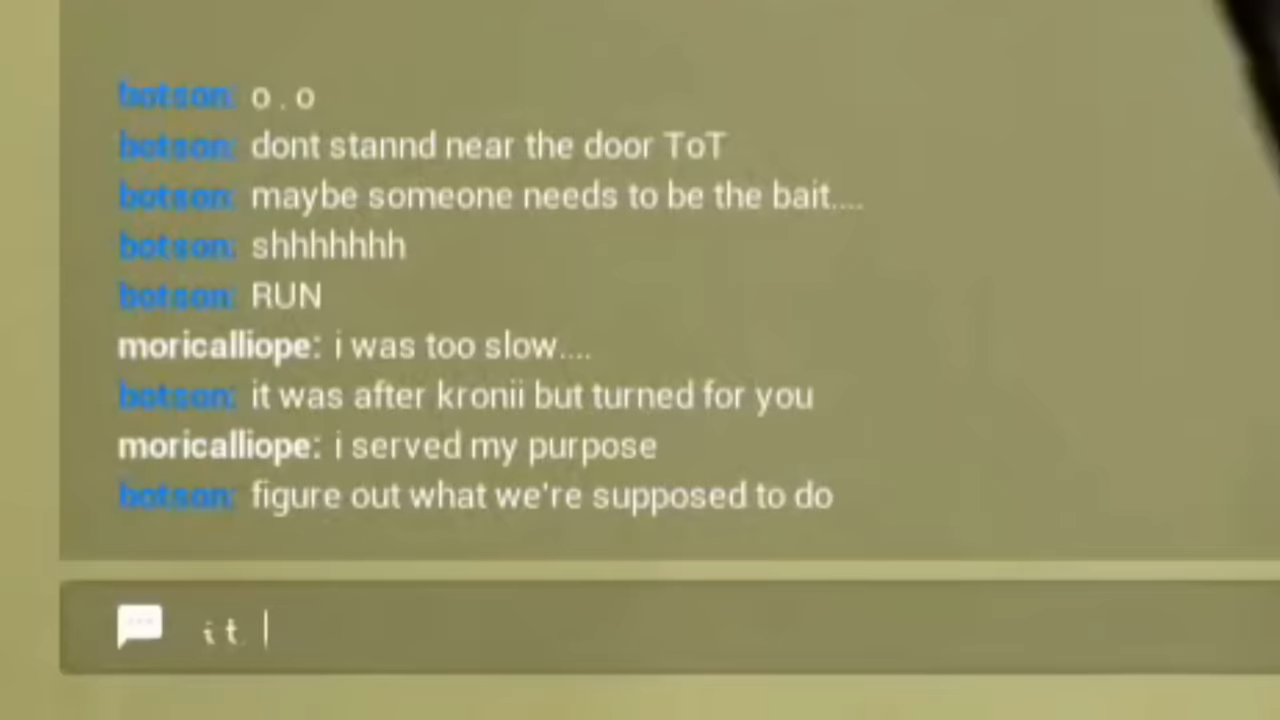 botson: o . o
botson: dont stannd near the door ToT
botson: maybe someone needs to be the bait....
botson: shhhhhhh
botson: RUN
moricalliope: i was too slow....
botson: it was after kronii but turned for you
moricalliope: i served my purpose
botson: figure out what we're supposed to do
it